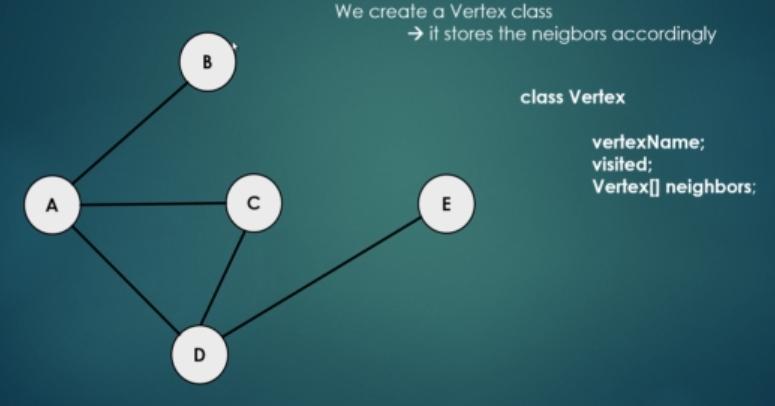 We create a Vertex class
→ it stores the neigbors accordingly
class Vertex
vertexName;
visited;
Vertex[] neighbors;
B
A
C
E
D